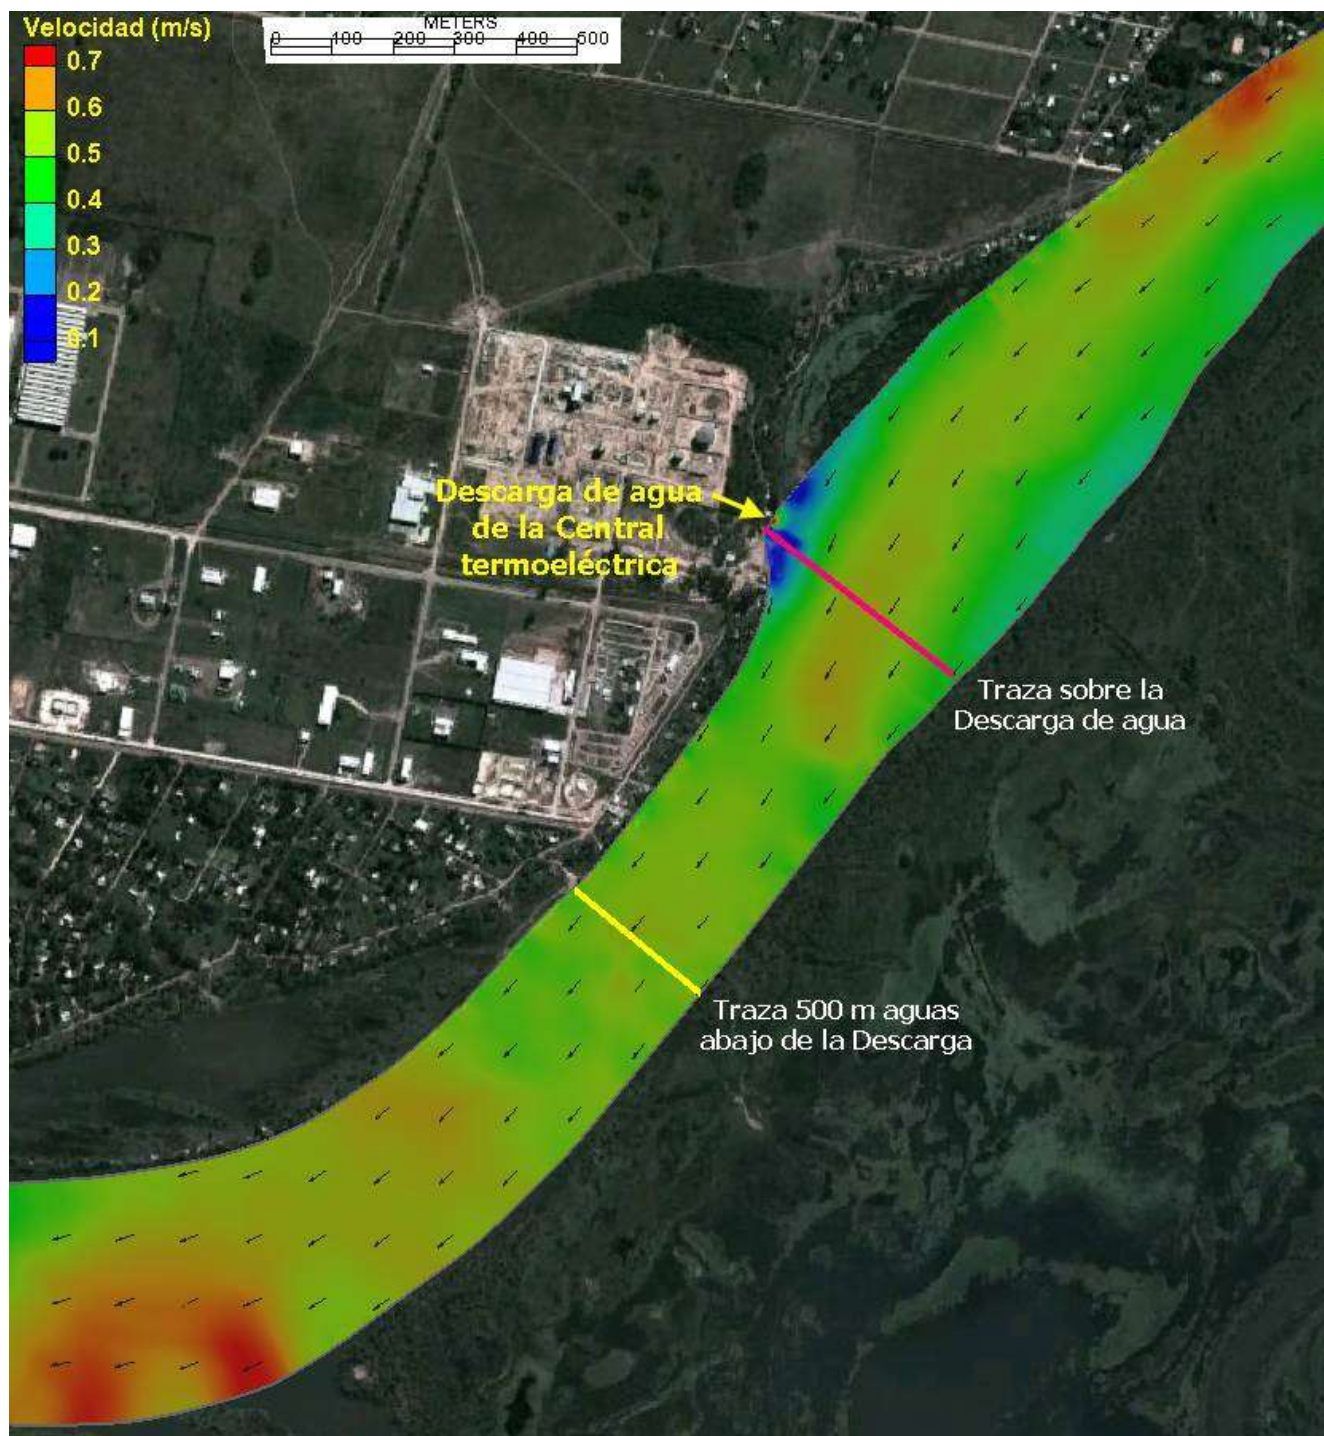 Velocidad (m/s)
0.7
0.6
0.5
0.4
0.3
0.2
0.1
METERS
0 100 200 300 400 500
Descarga de agua
de la Central
termoeléctrica
Traza sobre la
Descarga de agua
Traza 500 m aguas
abajo de la Descarga